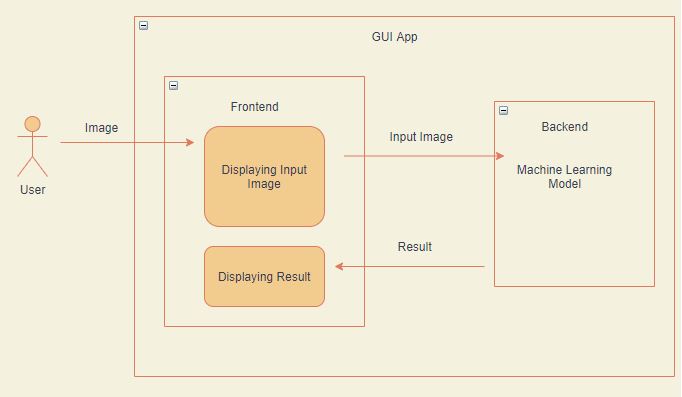 GUI App
Frontend
Image
Displaying Input
Image
Input Image
Backend
Machine Learning
Model
User
Result
Displaying Result